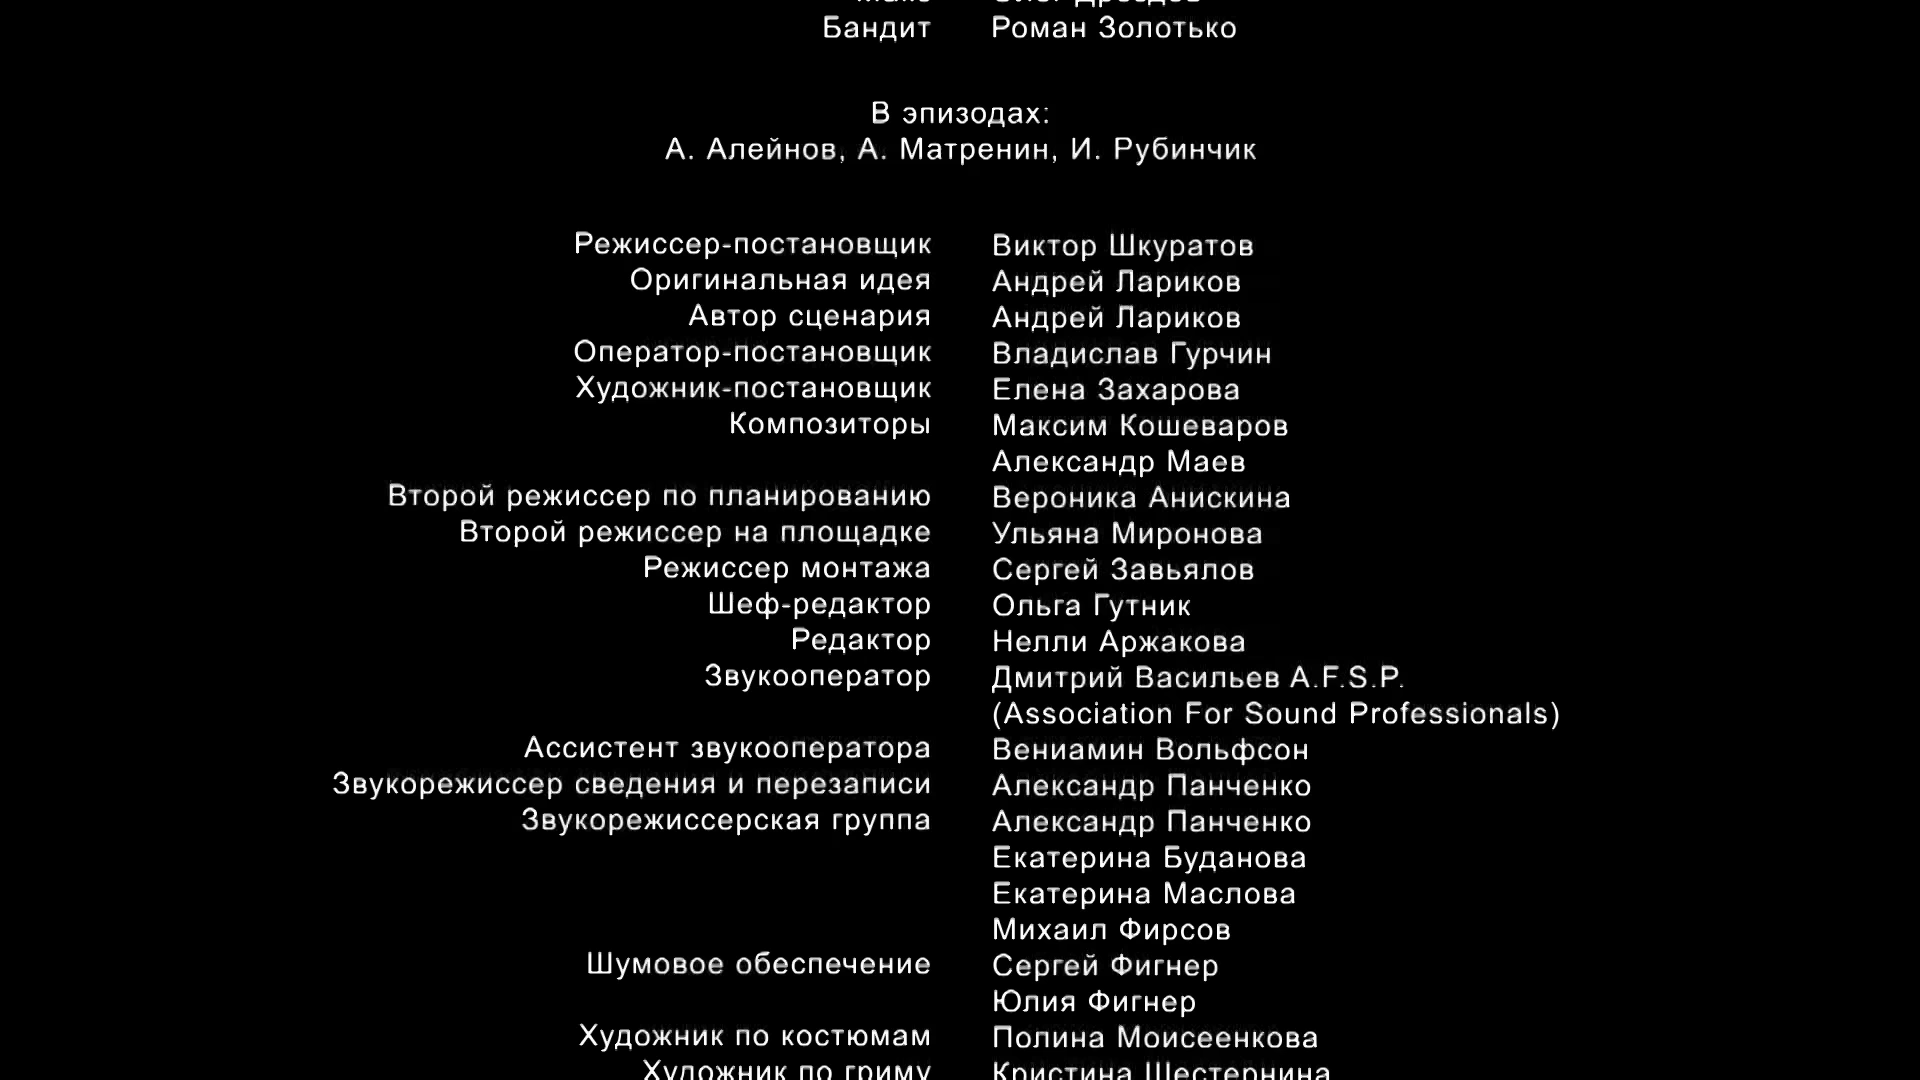 Бандит Роман Золотько
В эпизодах:
А. Алейнов, А. Матренин, И. Рубинчик
Режиссер-постановщик Виктор Шкуратов
Оригинальная идея Андрей Лариков
Автор сценария Андрей Лариков
Оператор-постановщик Владислав Гурчин
Художник-постановщик Елена Захарова
Композиторы Максим Кошеваров
Александр Маев
Второй режиссер по планированию Вероника Анискина
Второй режиссер на площадке Ульяна Миронова
Режиссер монтажа Сергей Завьялов
Шеф-редактор Ольга Гутник
Редактор Нелли Аржакова
Звукооператор Дмитрий Васильев A.F.S.P.
(Association For Sound Professionals)
Ассистент звукооператора Вениамин Вольфсон
Звукорежиссер сведения и перезаписи Александр Панченко
Звукорежиссерская группа Александр Панченко
Екатерина Буданова
Екатерина Маслова
Михаил Фирсов
Шумовое обеспечение Сергей Фигнер
Юлия Фигнер
Художник по костюмам Полина Моисеенкова
Художник по гриму Кристина Шестернина